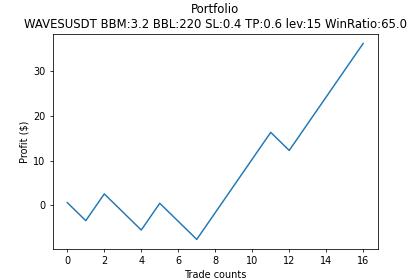 Portfolio
WAVESUSDT BBM:3.2 BBL:220 SL:0.4 TP:0.6 lev:15 WinRatio:65.0
Profit ($)
30
20
10
0
0 2 4 6 8 10 12 14 16
Trade counts